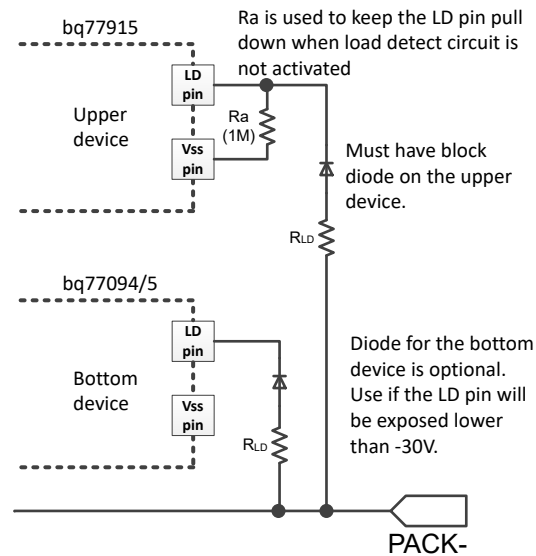 bq77915
Ra is used to keep the LD pin pull
down when load detect circuit is
not activated
LD
pin
Upper
device
Ra
(1M)
Vss
pin
Must have block
diode on the upper
device.
RLD
bq77094/5
LD
pin
Bottom
device
Vss
pin
RLD
Diode for the bottom
device is optional.
Use if the LD pin will
be exposed lower
than -30V.
PACK-